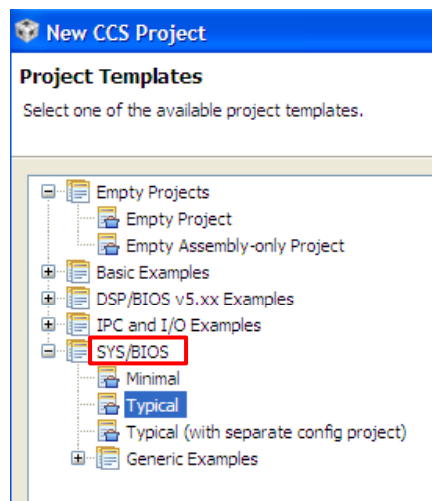 New CCS Project
Project Templates
Select one of the available project templates.
Empty Projects
Empty Project
Empty Assembly-only Project
Basic Examples
DSP/BIOS v5.xx Examples
IPC and I/O Examples
SYS/BIOS
Minimal
Typical
Typical (with separate config project)
Generic Examples